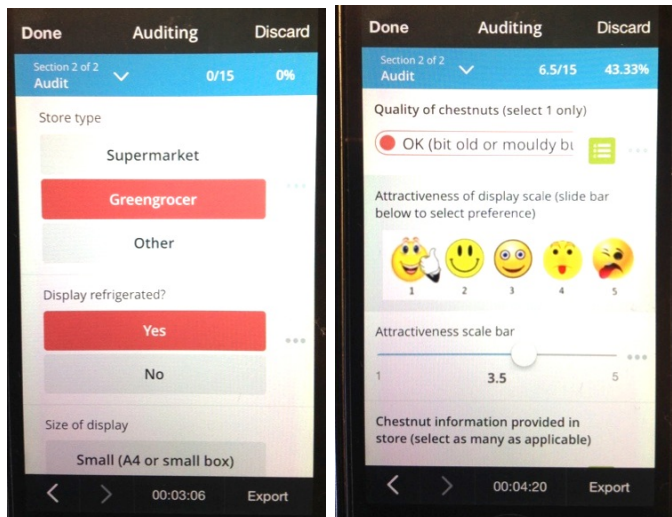 Done Auditing Discard
Section 2 of 2
Audit 0/15 0%
Store type
Supermarket
Greengrocer
Other
Display refrigerated?
Yes
No
Size of display
Small (A4 or small box)
00:03:06 Export
Done Auditing Discard
Section 2 of 2
Audit 6.5/15 43.33%
Quality of chestnuts (select 1 only)
OK (bit old or mouldy bu
Attractiveness of display scale (slide bar
below to select preference)
1 2 3 4 5
Attractiveness scale bar
1 3.5 5
Chestnut information provided in
store (select as many as applicable)
00:04:20 Export